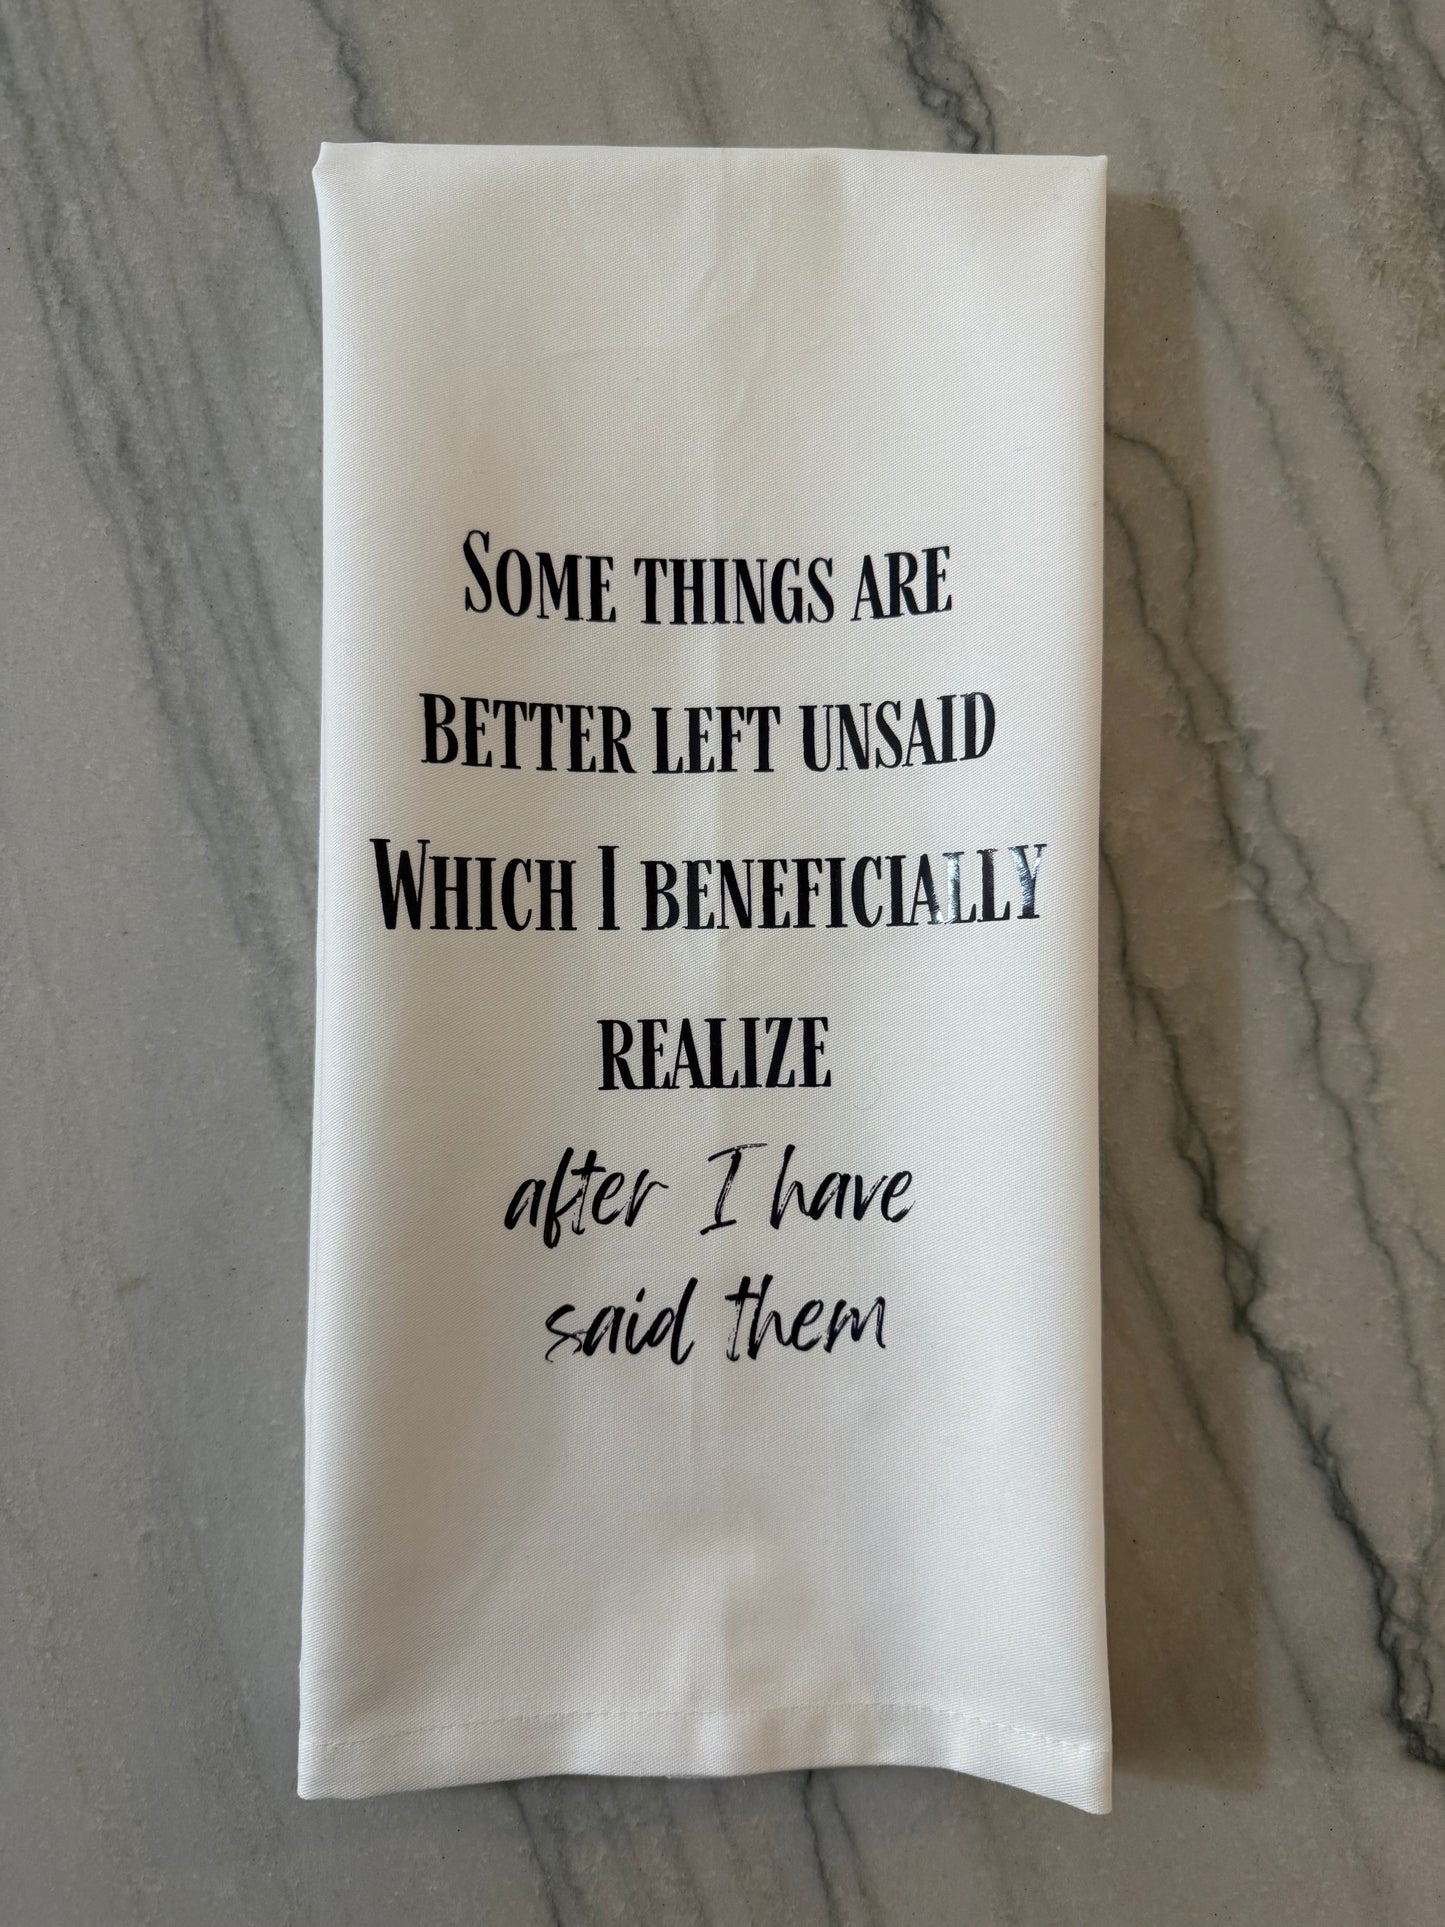 Some things are
better left unsaid
Which I beneficially
realize
after I have
said them